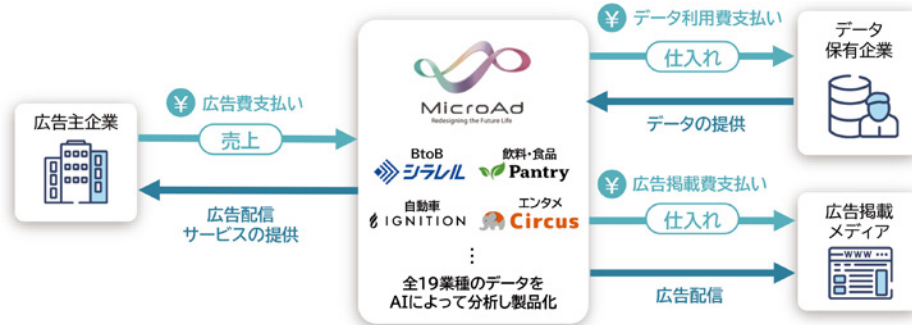 広告主企業
¥ 広告費支払い
売上
広告配信
サービスの提供
MicroAd
Redesigning the Future Life
BtoB
シラレル
飲料・食品
Pantry
自動車
IGNITION
エンタメ
Circus
⋮
全19業種のデータを
AIによって分析し製品化
¥ データ利用費支払い
仕入れ
データの提供
データ
保有企業
¥ 広告掲載費支払い
仕入れ
広告配信
広告掲載
メディア
WWW